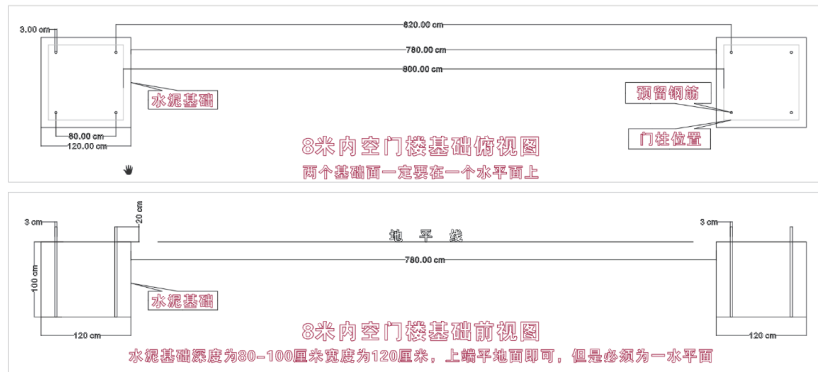 820.00 cm
3.00 cm
780.00 cm
800.00 cm
水泥基础
预留钢筋
80.00 cm
门柱位置
120.00 cm
8米内空门楼基础俯视图
两个基础面一定要在一个水平面上
20 cm
3 cm
3 cm
地 平 线
780.00 cm
100 cm
水泥基础
120 cm
8米内空门楼基础前视图
120 cm
水泥基础深度为80-100厘米宽度为120厘米，上端平地面即可，但是必须为一水平面